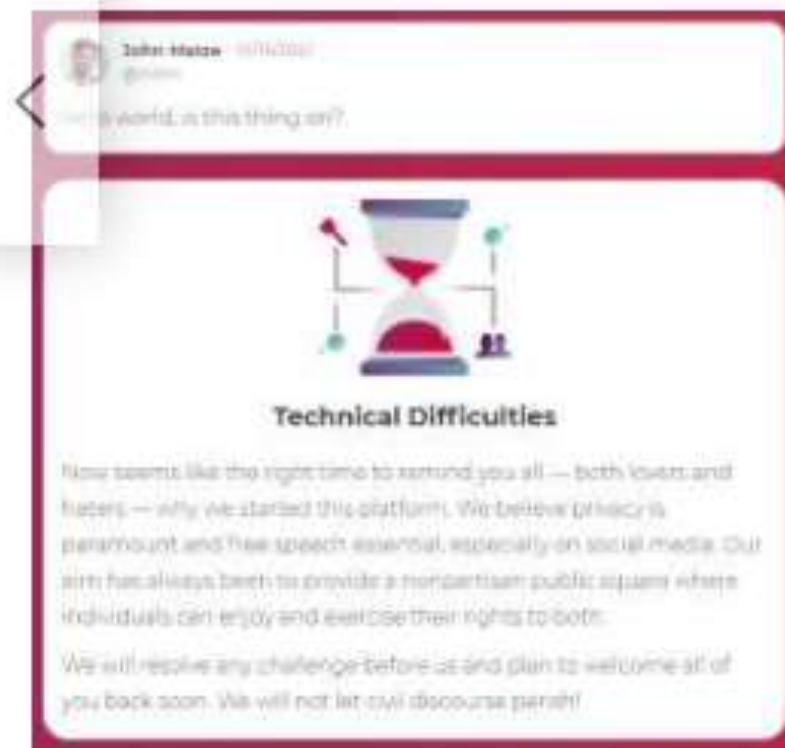 John Matze
world, is this thing on?
Technical Difficulties
Now seems like the right time to remind you all — both lovers and
haters — why we started this platform. We believe privacy is
paramount and free speech essential, especially on social media. Our
aim has always been to provide a nonpartisan public square where
individuals can enjoy and exercise their rights to both.
We will resolve any challenge before us and plan to welcome all of
you back soon. We will not let civil discourse perish!